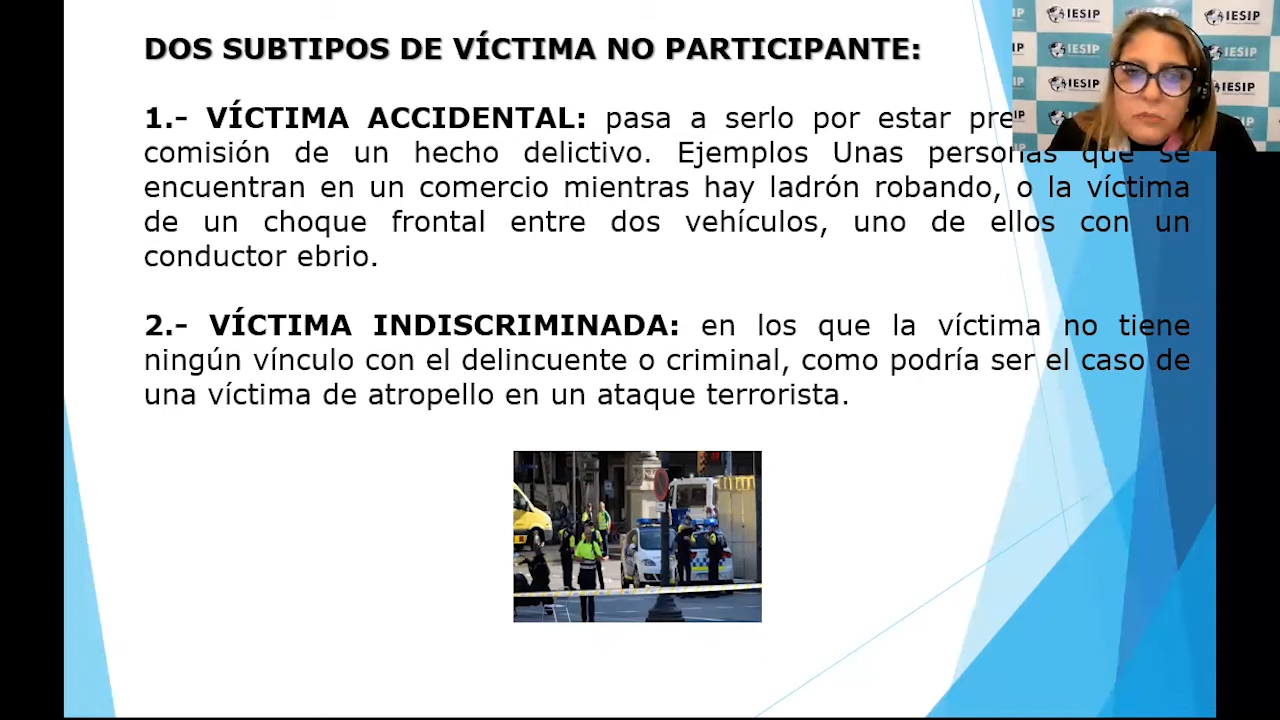 DOS SUBTIPOS DE VÍCTIMA NO PARTICIPANTE:
1.- VÍCTIMA ACCIDENTAL: pasa a serlo por estar
comisión de un hecho delictivo. Ejemplos Unas personas que se
encuentran en un comercio mientras hay ladrón robando, o la víctima
de un choque frontal entre dos vehículos, uno de ellos con un
conductor ebrio.
2.- VÍCTIMA INDISCRIMINADA: en los que la víctima no tiene
ningún vínculo con el delincuente o criminal, como podría ser el caso de
una víctima de atropello en un ataque terrorista.
IESIP
IESIP
IESIP
IESIP
IESIP
IESIP
IESIP